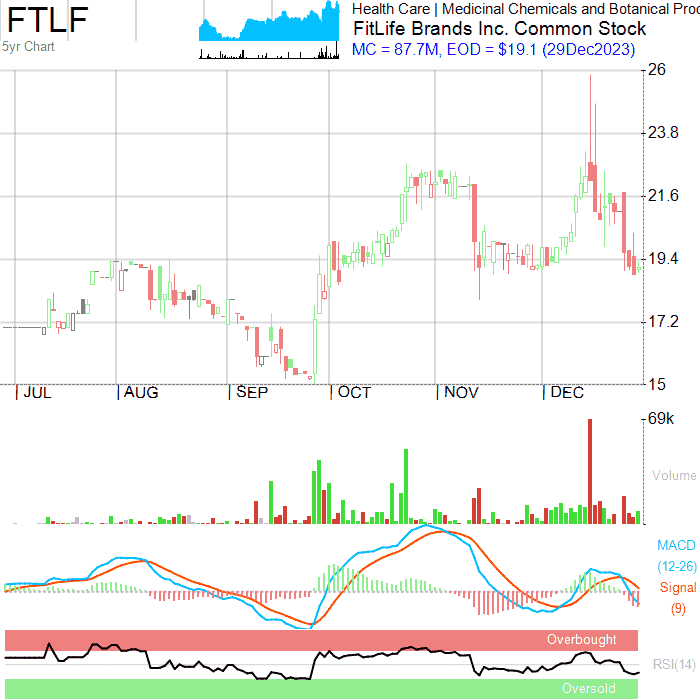 FTLF
5yr Chart
Health Care | Medicinal Chemicals and Botanical Proc
FitLife Brands Inc. Common Stock
MC = 87.7M, EOD = $19.1 (29Dec2023)
26
23.8
21.6
19.4
17.2
15
JUL AUG SEP OCT NOV DEC
69k
Volume
MACD
(12-26)
Signal
(9)
Overbought
RSI(14)
Oversold